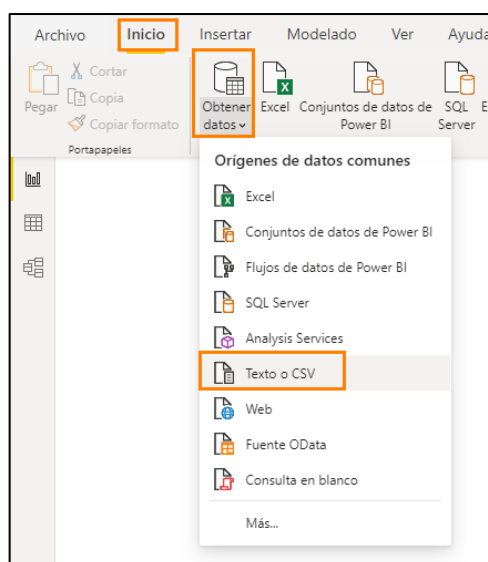 Archivo Inicio Insertar Modelado Ver Ayuda
Pegar
Cortar
Copia
Copiar formato
Portapapeles
Obtener
datos
Excel
Conjuntos de datos de
Power BI
SQL
Server
E
Orígenes de datos comunes
Excel
Conjuntos de datos de Power BI
Flujos de datos de Power BI
SQL Server
Analysis Services
Texto o CSV
Web
Fuente OData
Consulta en blanco
Más...